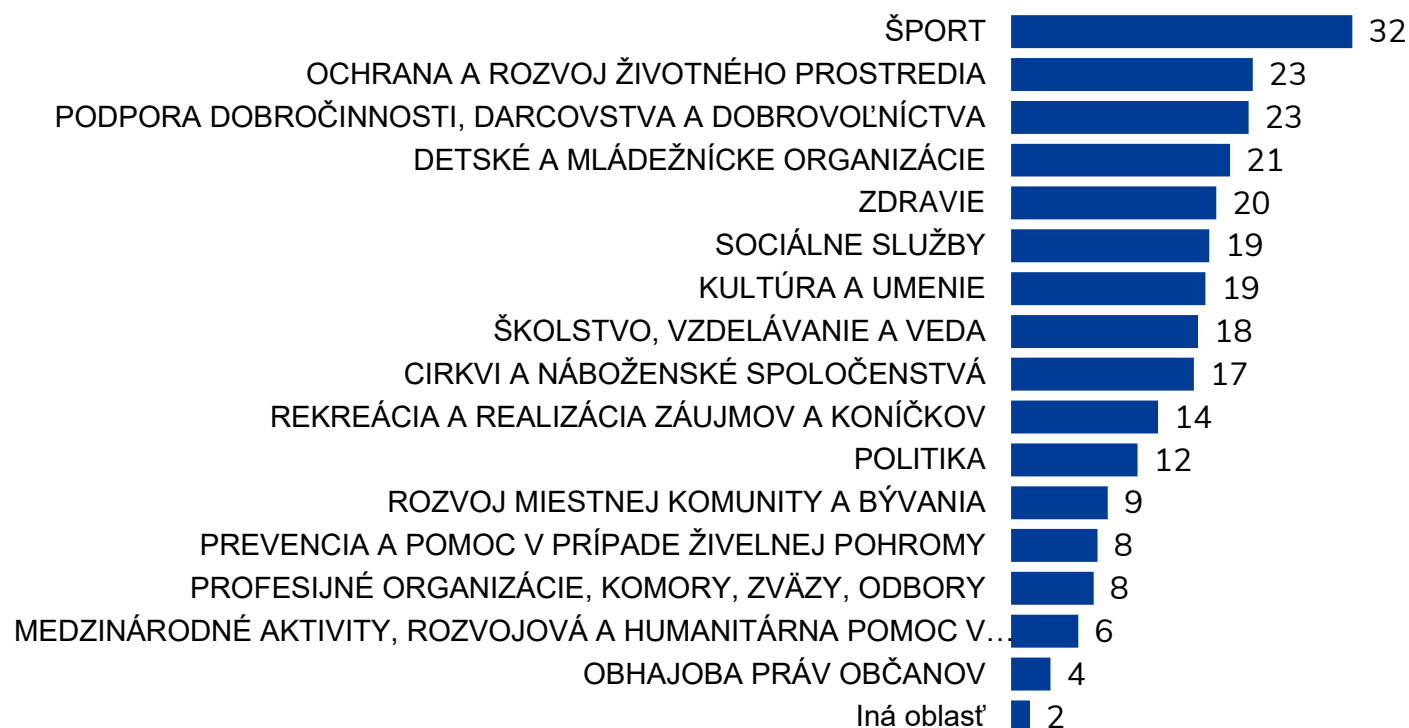 ŠPORT 32
OCHRANA A ROZVOJ ŽIVOTNÉHO PROSTREDIA 23
PODPORA DOBROČINNOSTI, DARCOVSTVA A DOBROVOĽNÍCTVA 23
DETSKÉ A MLÁDEŽNÍCKE ORGANIZÁCIE 21
ZDRAVIE 20
SOCIÁLNE SLUŽBY 19
KULTÚRA A UMENIE 19
ŠKOLSTVO, VZDELÁVANIE A VEDA 18
CIRKVI A NÁBOŽENSKÉ SPOLOČENSTVÁ 17
REKREÁCIA A REALIZÁCIA ZÁUJMOV A KONÍČKOV 14
POLITIKA 12
ROZVOJ MIESTNEJ KOMUNITY A BÝVANIA 9
PREVENCIA A POMOC V PRÍPADE ŽIVELNEJ POHROMY 8
PROFESIJNÉ ORGANIZÁCIE, KOMORY, ZVÄZY, ODBORY 8
MEDZINÁRODNÉ AKTIVITY, ROZVOJOVÁ A HUMANITÁRNA POMOC V… 6
OBHAJOBA PRÁV OBČANOV 4
Iná oblasť 2